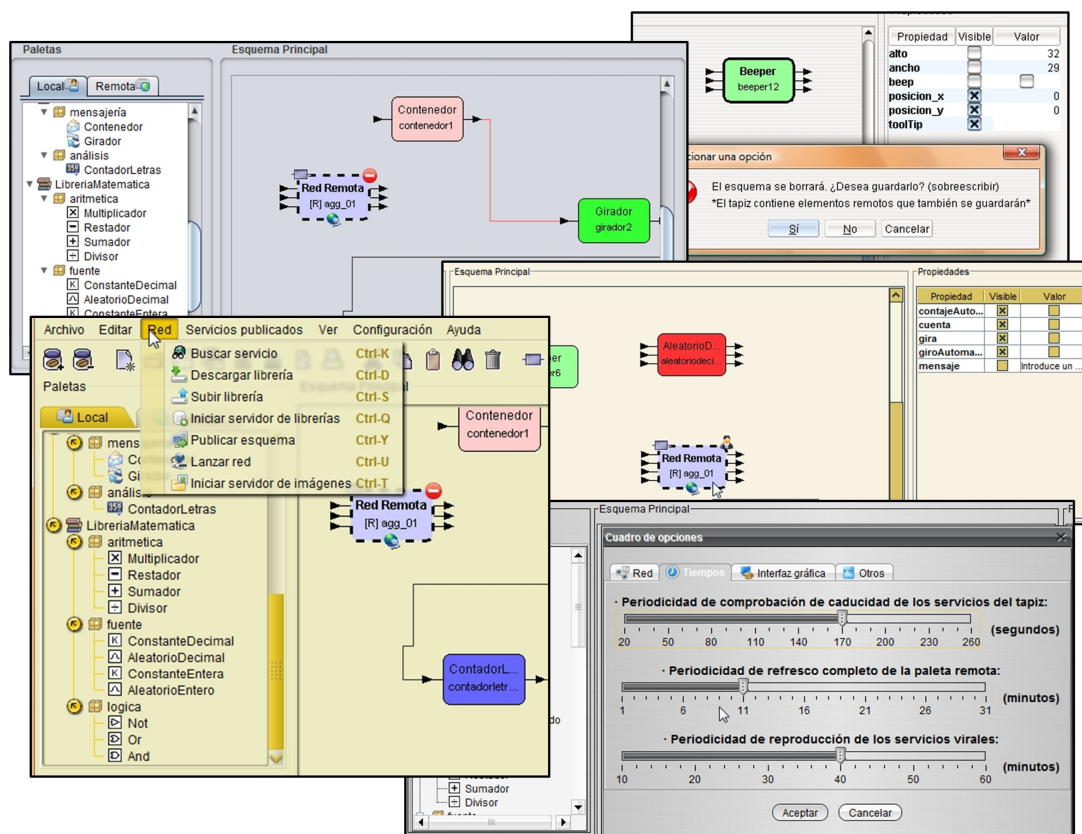 Paletas
Esquema Principal
Local
Remota
mensajería
Contenedor
Girador
análisis
ContadorLetras
LibreriaMatematica
aritmetica
Multiplicador
Restador
Sumador
Divisor
fuente
ConstanteDecimal
AleatorioDecimal
ConstanteEntera
Contenedor
contenedor1
Red Remota
[R] agg_01
Girador
girador2
Beeper
beeper12
Propiedad Visible Valor
alto 32
ancho 29
beep
posicion_x 0
posicion_y 0
toolTip
cionar una opción
El esquema se borrará. ¿Desea guardarlo? (sobreescribir)
*El tapiz contiene elementos remotos que también se guardarán*
Sí No Cancelar
Esquema Principal
AleatorioD...
aleatoriodeci...
Red Remota
[R] agg_01
Propiedades
Propiedad Visible Valor
contajeAuto...
cuenta
gira
giroAutoma...
mensaje Introduce un ...
Archivo Editar Red Servicios publicados Ver Configuración Ayuda
Buscar servicio Ctrl-K
Descargar librería Ctrl-D
Subir librería Ctrl-S
Iniciar servidor de librerías Ctrl-Q
Publicar esquema Ctrl-Y
Lanzar red Ctrl-U
Iniciar servidor de imágenes Ctrl-T
Paletas
Local
análisis
ContadorLetras
LibreriaMatematica
aritmetica
Multiplicador
Restador
Sumador
Divisor
fuente
ConstanteDecimal
AleatorioDecimal
ConstanteEntera
AleatorioEntero
logica
Not
Or
And
Contenedor
contenedor1
Red Remota
[R] agg_01
ContadorL...
contadorletr...
Esquema Principal
Cuadro de opciones
Red Tiempos Interfaz gráfica Otros
· Periodicidad de comprobación de caducidad de los servicios del tapiz:
20 50 80 110 140 170 200 230 260 (segundos)
· Periodicidad de refresco completo de la paleta remota:
1 6 11 16 21 26 31 (minutos)
· Periodicidad de reproducción de los servicios virales:
10 20 30 40 50 60 (minutos)
Aceptar Cancelar
Sumador
Divisor